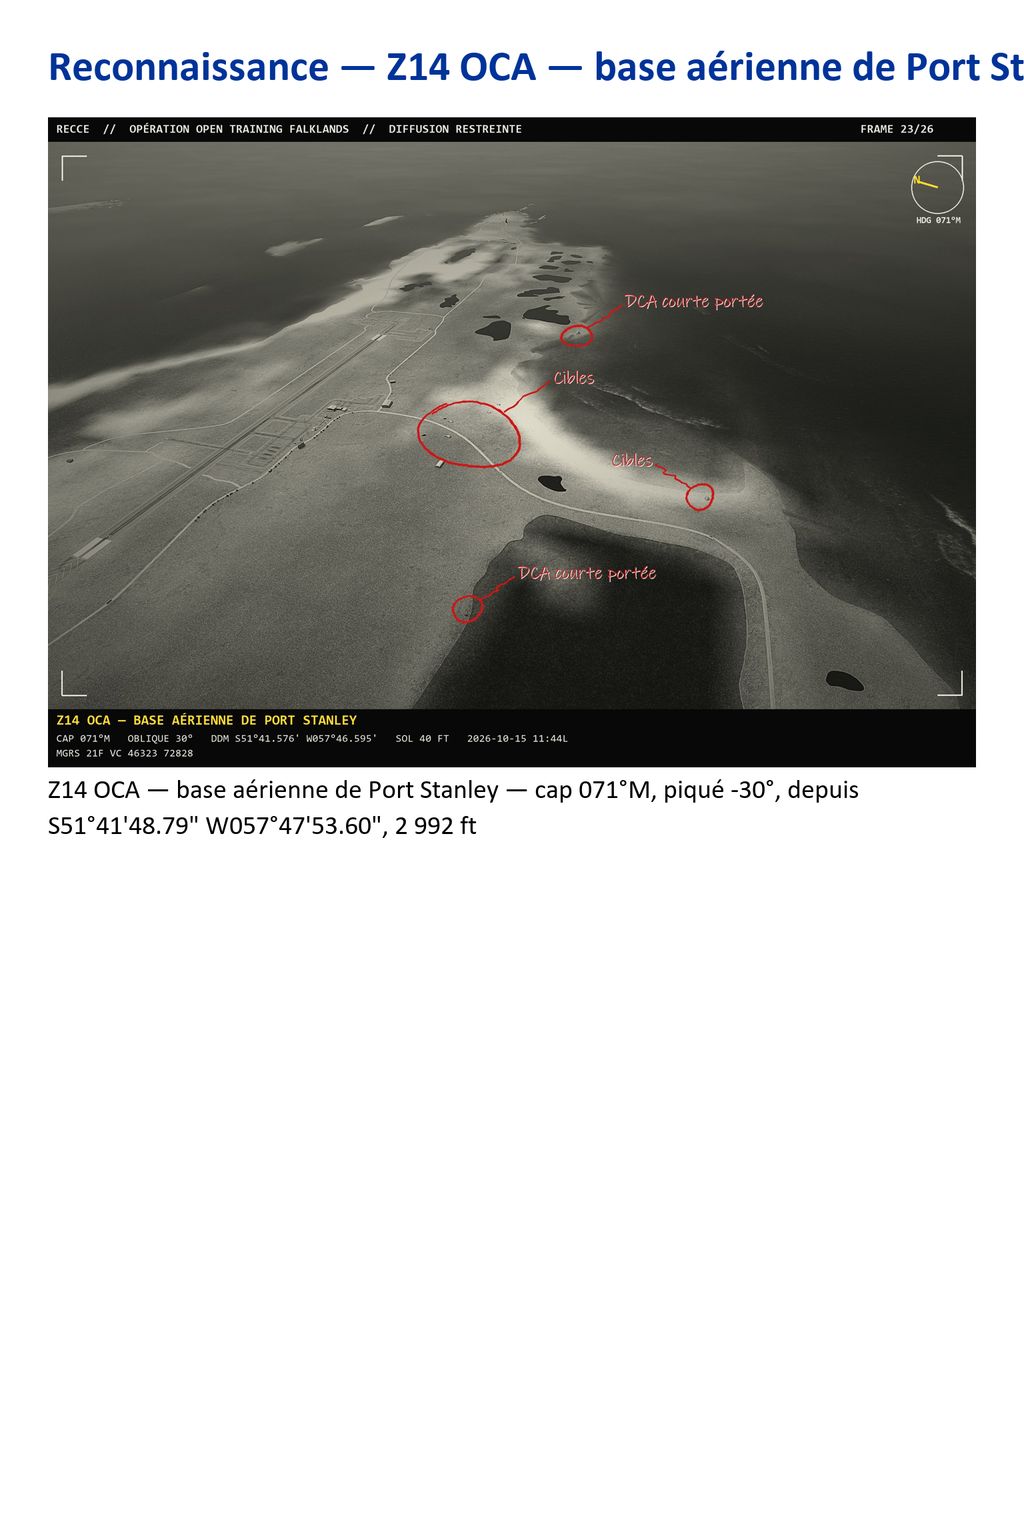 Reconnaissance — Z14 OCA — base aérienne de Port St
RECCE // OPÉRATION OPEN TRAINING FALKLANDS // DIFFUSION RESTREINTE FRAME 23/26
N
HDG 071°M
DCA courte portée
Cibles
Cibles
DCA courte portée
Z14 OCA — BASE AÉRIENNE DE PORT STANLEY
CAP 071°M OBLIQUE 30° DDM S51°41.576' W057°46.595' SOL 40 FT 2026-10-15 11:44L
MGRS 21F VC 46323 72828
Z14 OCA — base aérienne de Port Stanley — cap 071°M, piqué -30°, depuis
S51°41'48.79" W057°47'53.60", 2 992 ft